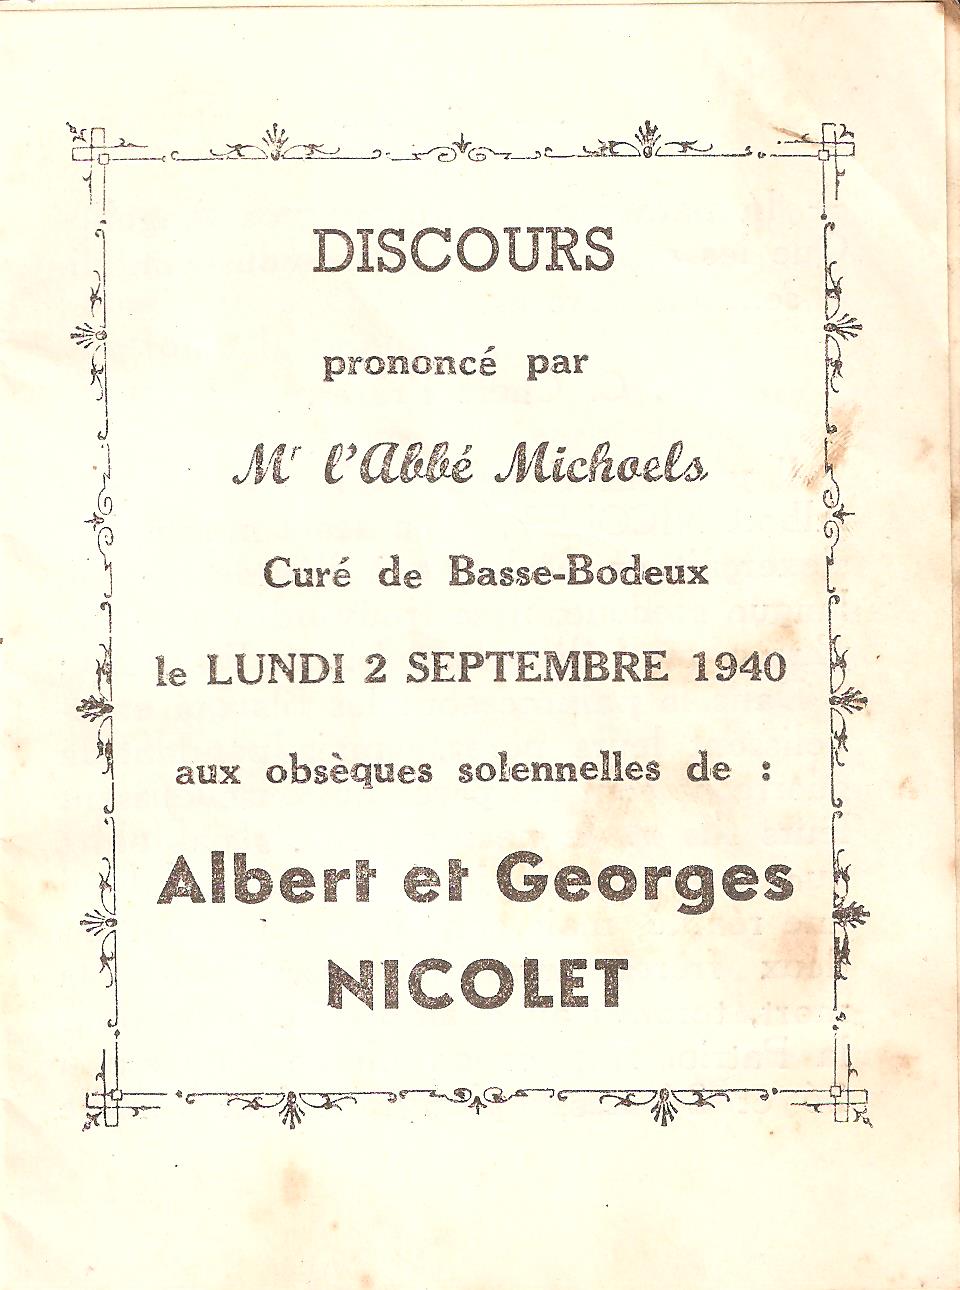 DISCOURS
prononcé par
Mr l'Abbé Michoels
Curé de Basse-Bodeux
le LUNDI 2 SEPTEMBRE 1940
aux obsèques solennelles de :
Albert et Georges
NICOLET